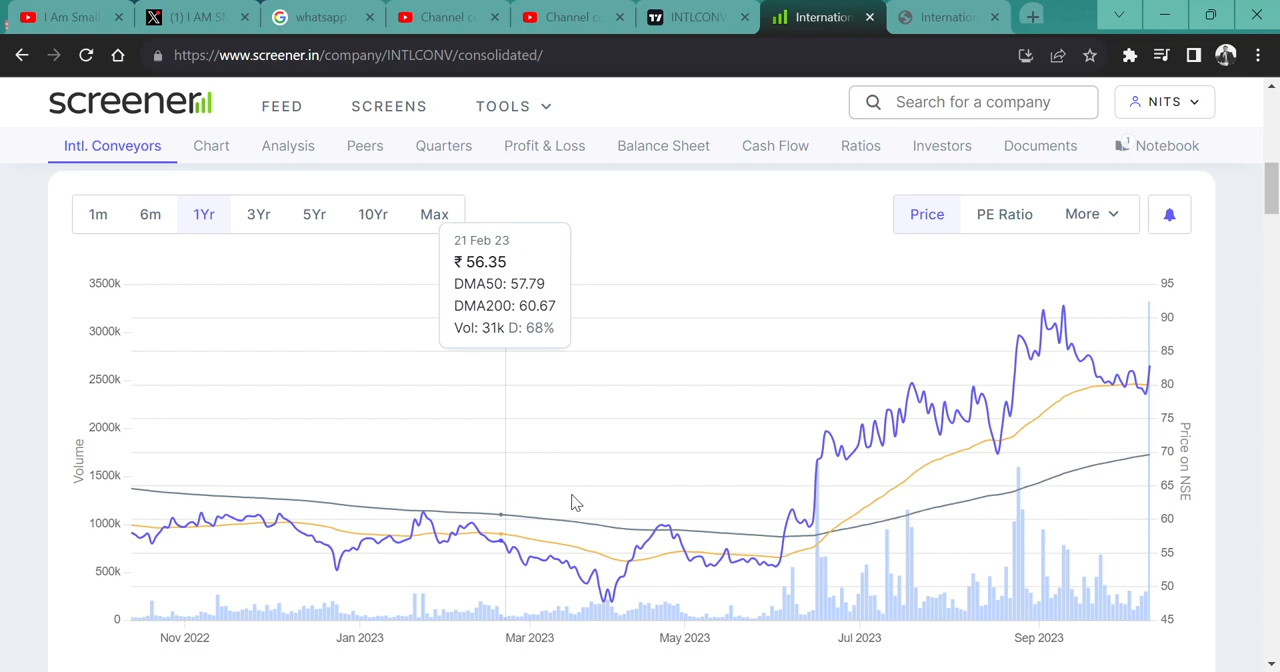 I Am Small
(1) I AM SM
whatsapp
Channel co
Channel co
INTLCONV
Internation
Internation
https://www.screener.in/company/INTLCONV/consolidated/
screener
FEED
SCREENS
TOOLS
Search for a company
NITS
Intl. Conveyors
Chart
Analysis
Peers
Quarters
Profit & Loss
Balance Sheet
Cash Flow
Ratios
Investors
Documents
1
Notebook
1m
6m
1Yr
3Yr
5Yr
10Yr
Max
Price
PE Ratio
More
21 Feb 23
₹ 56.35
DMA50: 57.79
DMA200: 60.67
Vol: 31k D: 68%
3500k
3000k
2500k
2000k
1500k
1000k
500k
0
Volume
95
90
85
80
75
70
65
60
55
50
45
Price on NSE
Nov 2022
Jan 2023
Mar 2023
May 2023
Jul 2023
Sep 2023